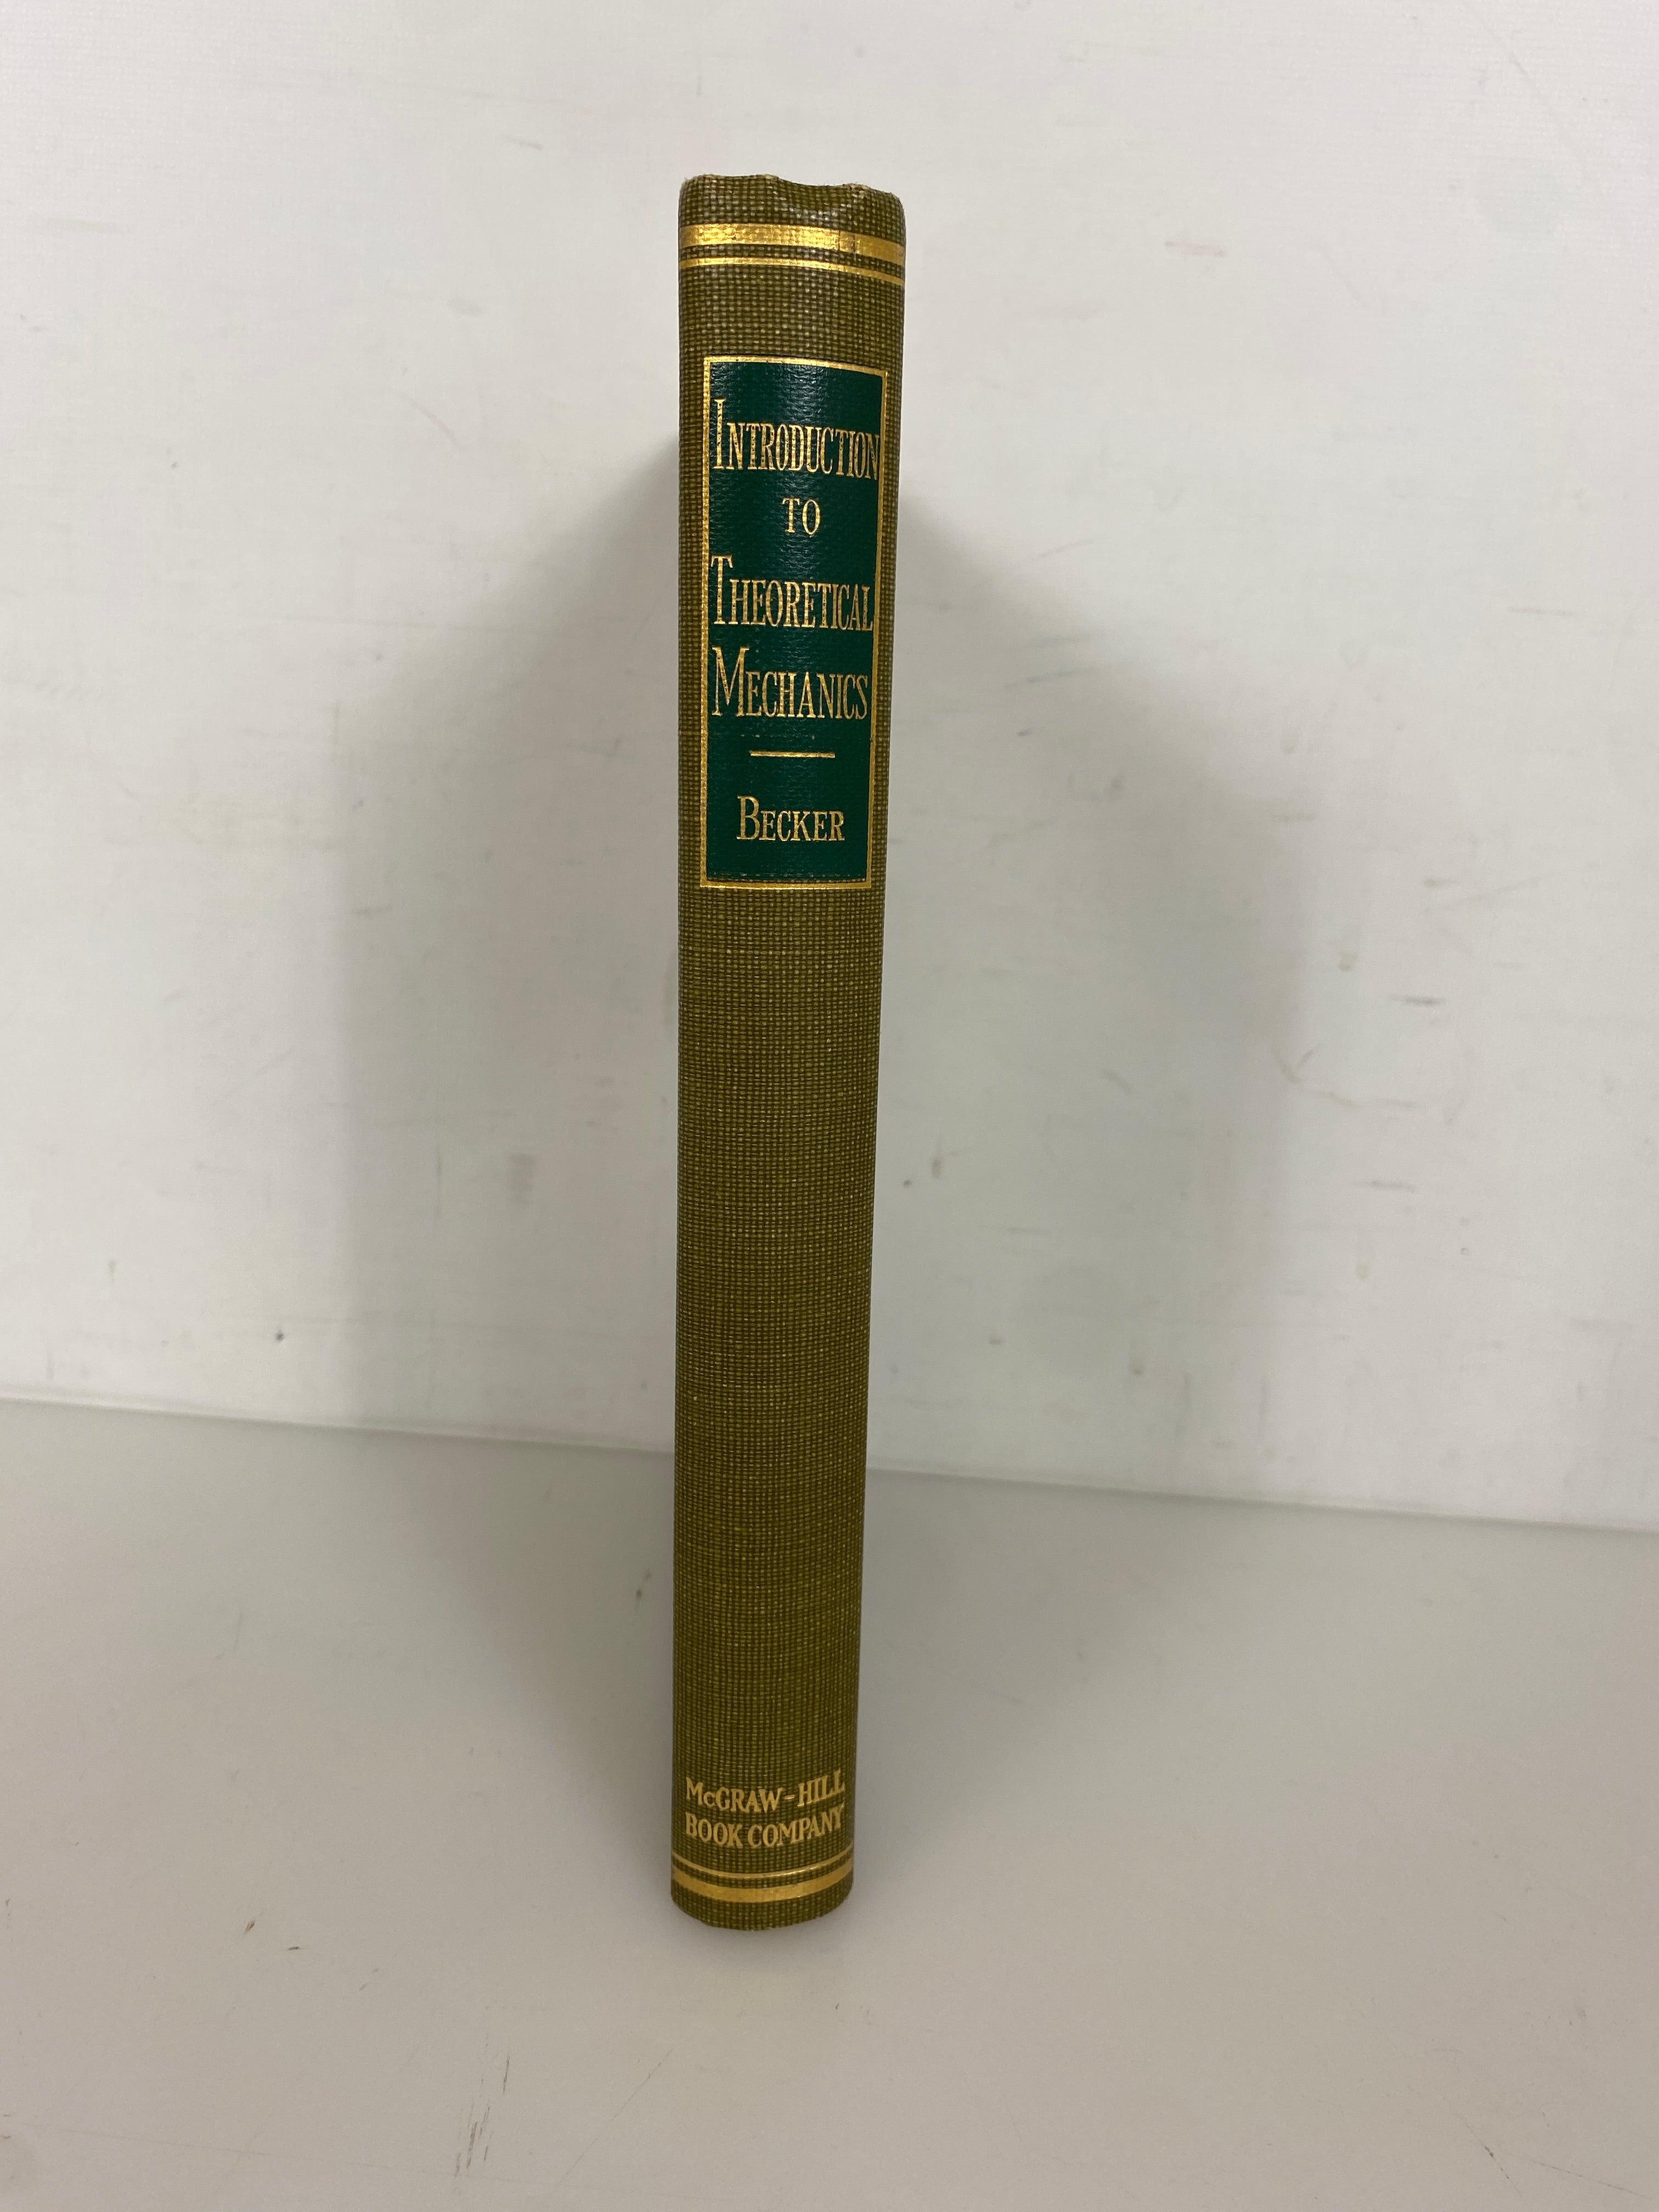 INTRODUCTION
TO
THEORETICAL
MECHANICS
BECKER
McGRAW-HILL
BOOK COMPANY